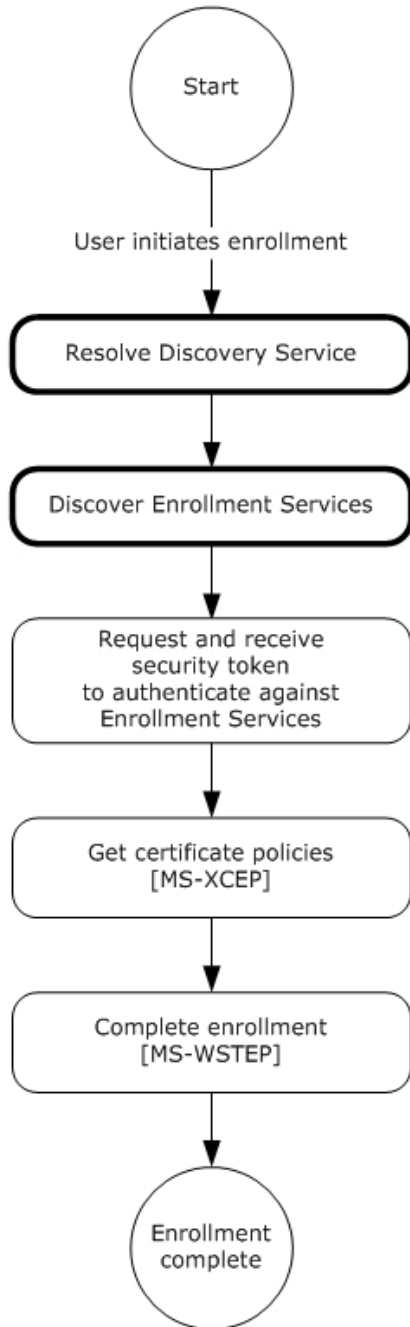 Start
User initiates enrollment
Resolve Discovery Service
Discover Enrollment Services
Request and receive
security token
to authenticate against
Enrollment Services
Get certificate policies
[MS-XCEP]
Complete enrollment
[MS-WSTEP]
Enrollment
complete